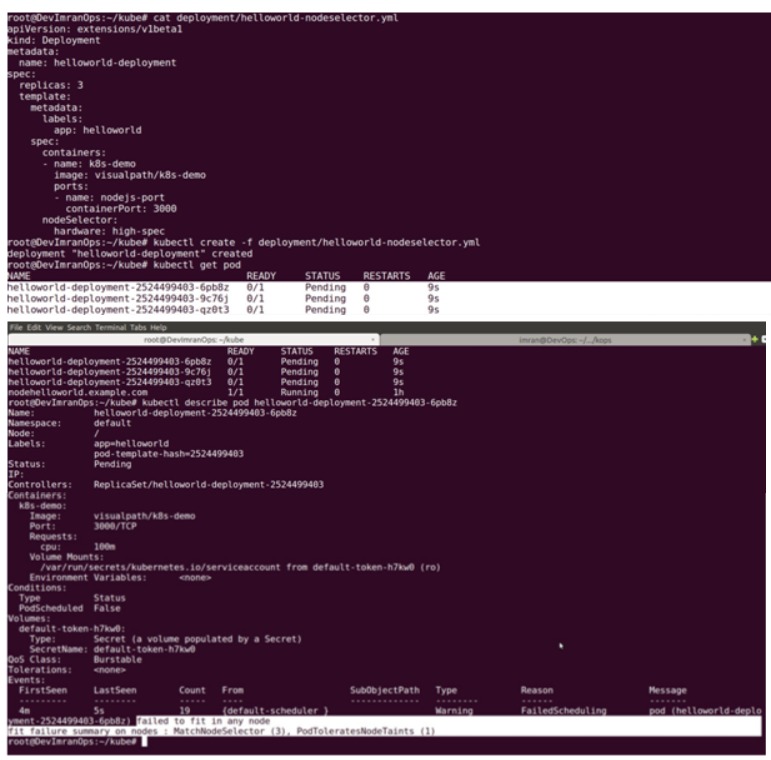 root@DevImranOps:~/kube# cat deployment/helloworld-nodeselector.yml
apiVersion: extensions/v1beta1
kind: Deployment
metadata:
  name: helloworld-deployment
spec:
  replicas: 3
  template:
    metadata:
      labels:
        app: helloworld
    spec:
      containers:
      - name: k8s-demo
        image: visualpath/k8s-demo
        ports:
        - name: nodejs-port
          containerPort: 3000
      nodeSelector:
        hardware: high-spec
root@DevImranOps:~/kube# kubectl create -f deployment/helloworld-nodeselector.yml
deployment "helloworld-deployment" created
root@DevImranOps:~/kube# kubectl get pod
NAME READY STATUS RESTARTS AGE
helloworld-deployment-2524499403-6pb8z 0/1 Pending 0 9s
helloworld-deployment-2524499403-9c76j 0/1 Pending 0 9s
helloworld-deployment-2524499403-qz0t3 0/1 Pending 0 9s
File Edit View Search Terminal Tabs Help
root@DevImranOps: ~/kube × imran@DevOps: ~/.../kops ×
NAME READY STATUS RESTARTS AGE
helloworld-deployment-2524499403-6pb8z 0/1 Pending 0 9s
helloworld-deployment-2524499403-9c76j 0/1 Pending 0 9s
helloworld-deployment-2524499403-qz0t3 0/1 Pending 0 9s
nodehelloworld.example.com 1/1 Running 0 1h
root@DevImranOps:~/kube# kubectl describe pod helloworld-deployment-2524499403-6pb8z
Name: helloworld-deployment-2524499403-6pb8z
Namespace: default
Node: /
Labels: app=helloworld
pod-template-hash=2524499403
Status: Pending
IP:
Controllers: ReplicaSet/helloworld-deployment-2524499403
Containers:
  k8s-demo:
    Image: visualpath/k8s-demo
    Port: 3000/TCP
    Requests:
      cpu: 100m
    Volume Mounts:
      /var/run/secrets/kubernetes.io/serviceaccount from default-token-h7kw0 (ro)
    Environment Variables: <none>
Conditions:
  Type Status
  PodScheduled False
Volumes:
  default-token-h7kw0:
    Type: Secret (a volume populated by a Secret)
    SecretName: default-token-h7kw0
QoS Class: Burstable
Tolerations: <none>
Events:
  FirstSeen LastSeen Count From SubObjectPath Type Reason Message
  --------- -------- ----- ---- ------------- -------- ------ -------
  4m 5s 19 {default-scheduler } Warning FailedScheduling pod (helloworld-deplo
yment-2524499403-6pb8z) failed to fit in any node
fit failure summary on nodes : MatchNodeSelector (3), PodToleratesNodeTaints (1)
root@DevImranOps:~/kube#